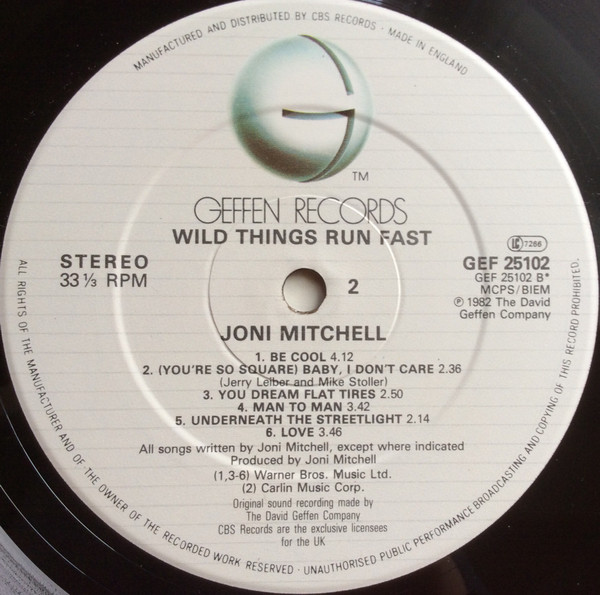 MANUFACTURED AND DISTRIBUTED BY CBS RECORDS · MADE IN ENGLAND
TM
GEFFEN RECORDS
WILD THINGS RUN FAST
STEREO
33 ⅓ RPM
2
7266
GEF 25102
GEF 25102 B*
MCPS/BIEM
℗ 1982 The David
Geffen Company
JONI MITCHELL
1. BE COOL 4.12
2. (YOU'RE SO SQUARE) BABY, I DON'T CARE 2.36
(Jerry Leiber and Mike Stoller)
3. YOU DREAM FLAT TIRES 2.50
4. MAN TO MAN 3.42
5. UNDERNEATH THE STREETLIGHT 2.14
6. LOVE 3.46
All songs written by Joni Mitchell, except where indicated
Produced by Joni Mitchell
(1,3-6) Warner Bros. Music Ltd.
(2) Carlin Music Corp.
Original sound recording made by
The David Geffen Company
CBS Records are the exclusive licensees
for the UK
ALL RIGHTS OF THE MANUFACTURER AND OF THE OWNER OF THE RECORDED WORK RESERVED · UNAUTHORISED PUBLIC PERFORMANCE BROADCASTING AND COPYING OF THIS RECORD PROHIBITED.